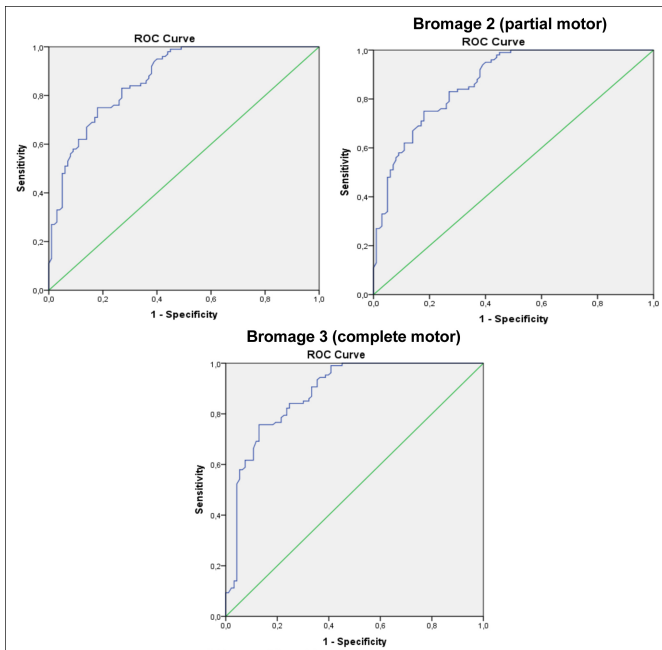 ROC Curve
1,0
0,8
0,6
0,4
0,2
0,0
Sensitivity
0,0 0,2 0,4 0,6 0,8 1,0
1 - Specificity
Bromage 2 (partial motor)
ROC Curve
1,0
0,8
0,6
0,4
0,2
0,0
Sensitivity
0,0 0,2 0,4 0,6 0,8 1,0
1 - Specificity
Bromage 3 (complete motor)
ROC Curve
1,0
0,8
0,6
0,4
0,2
0,0
Sensitivity
0,0 0,2 0,4 0,6 0,8 1,0
1 - Specificity